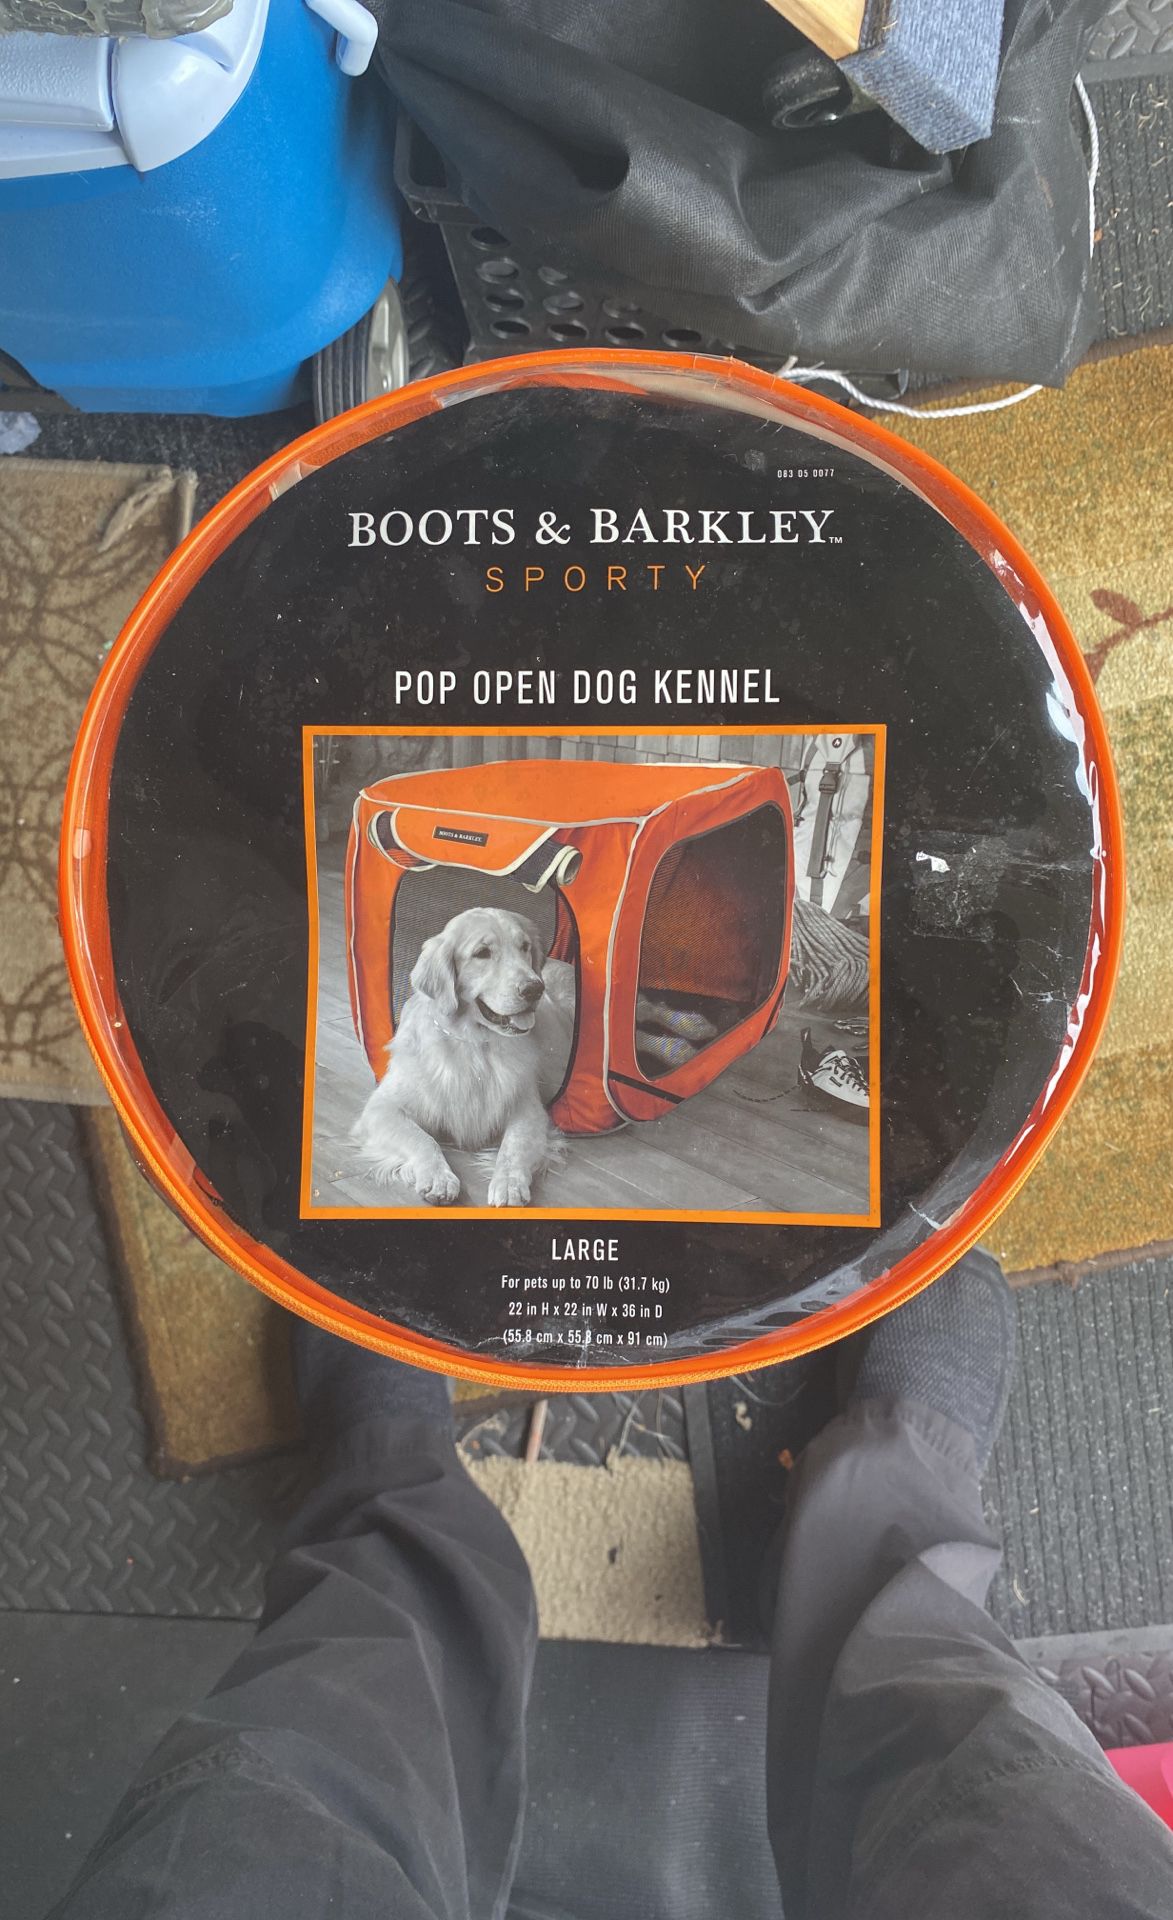 083 05 0077
BOOTS & BARKLEY™
SPORTY
POP OPEN DOG KENNEL
BOOTS & BARKLEY
LARGE
For pets up to 70 lb (31.7 kg)
22 in H x 22 in W x 36 in D
(55.8 cm x 55.8 cm x 91 cm)